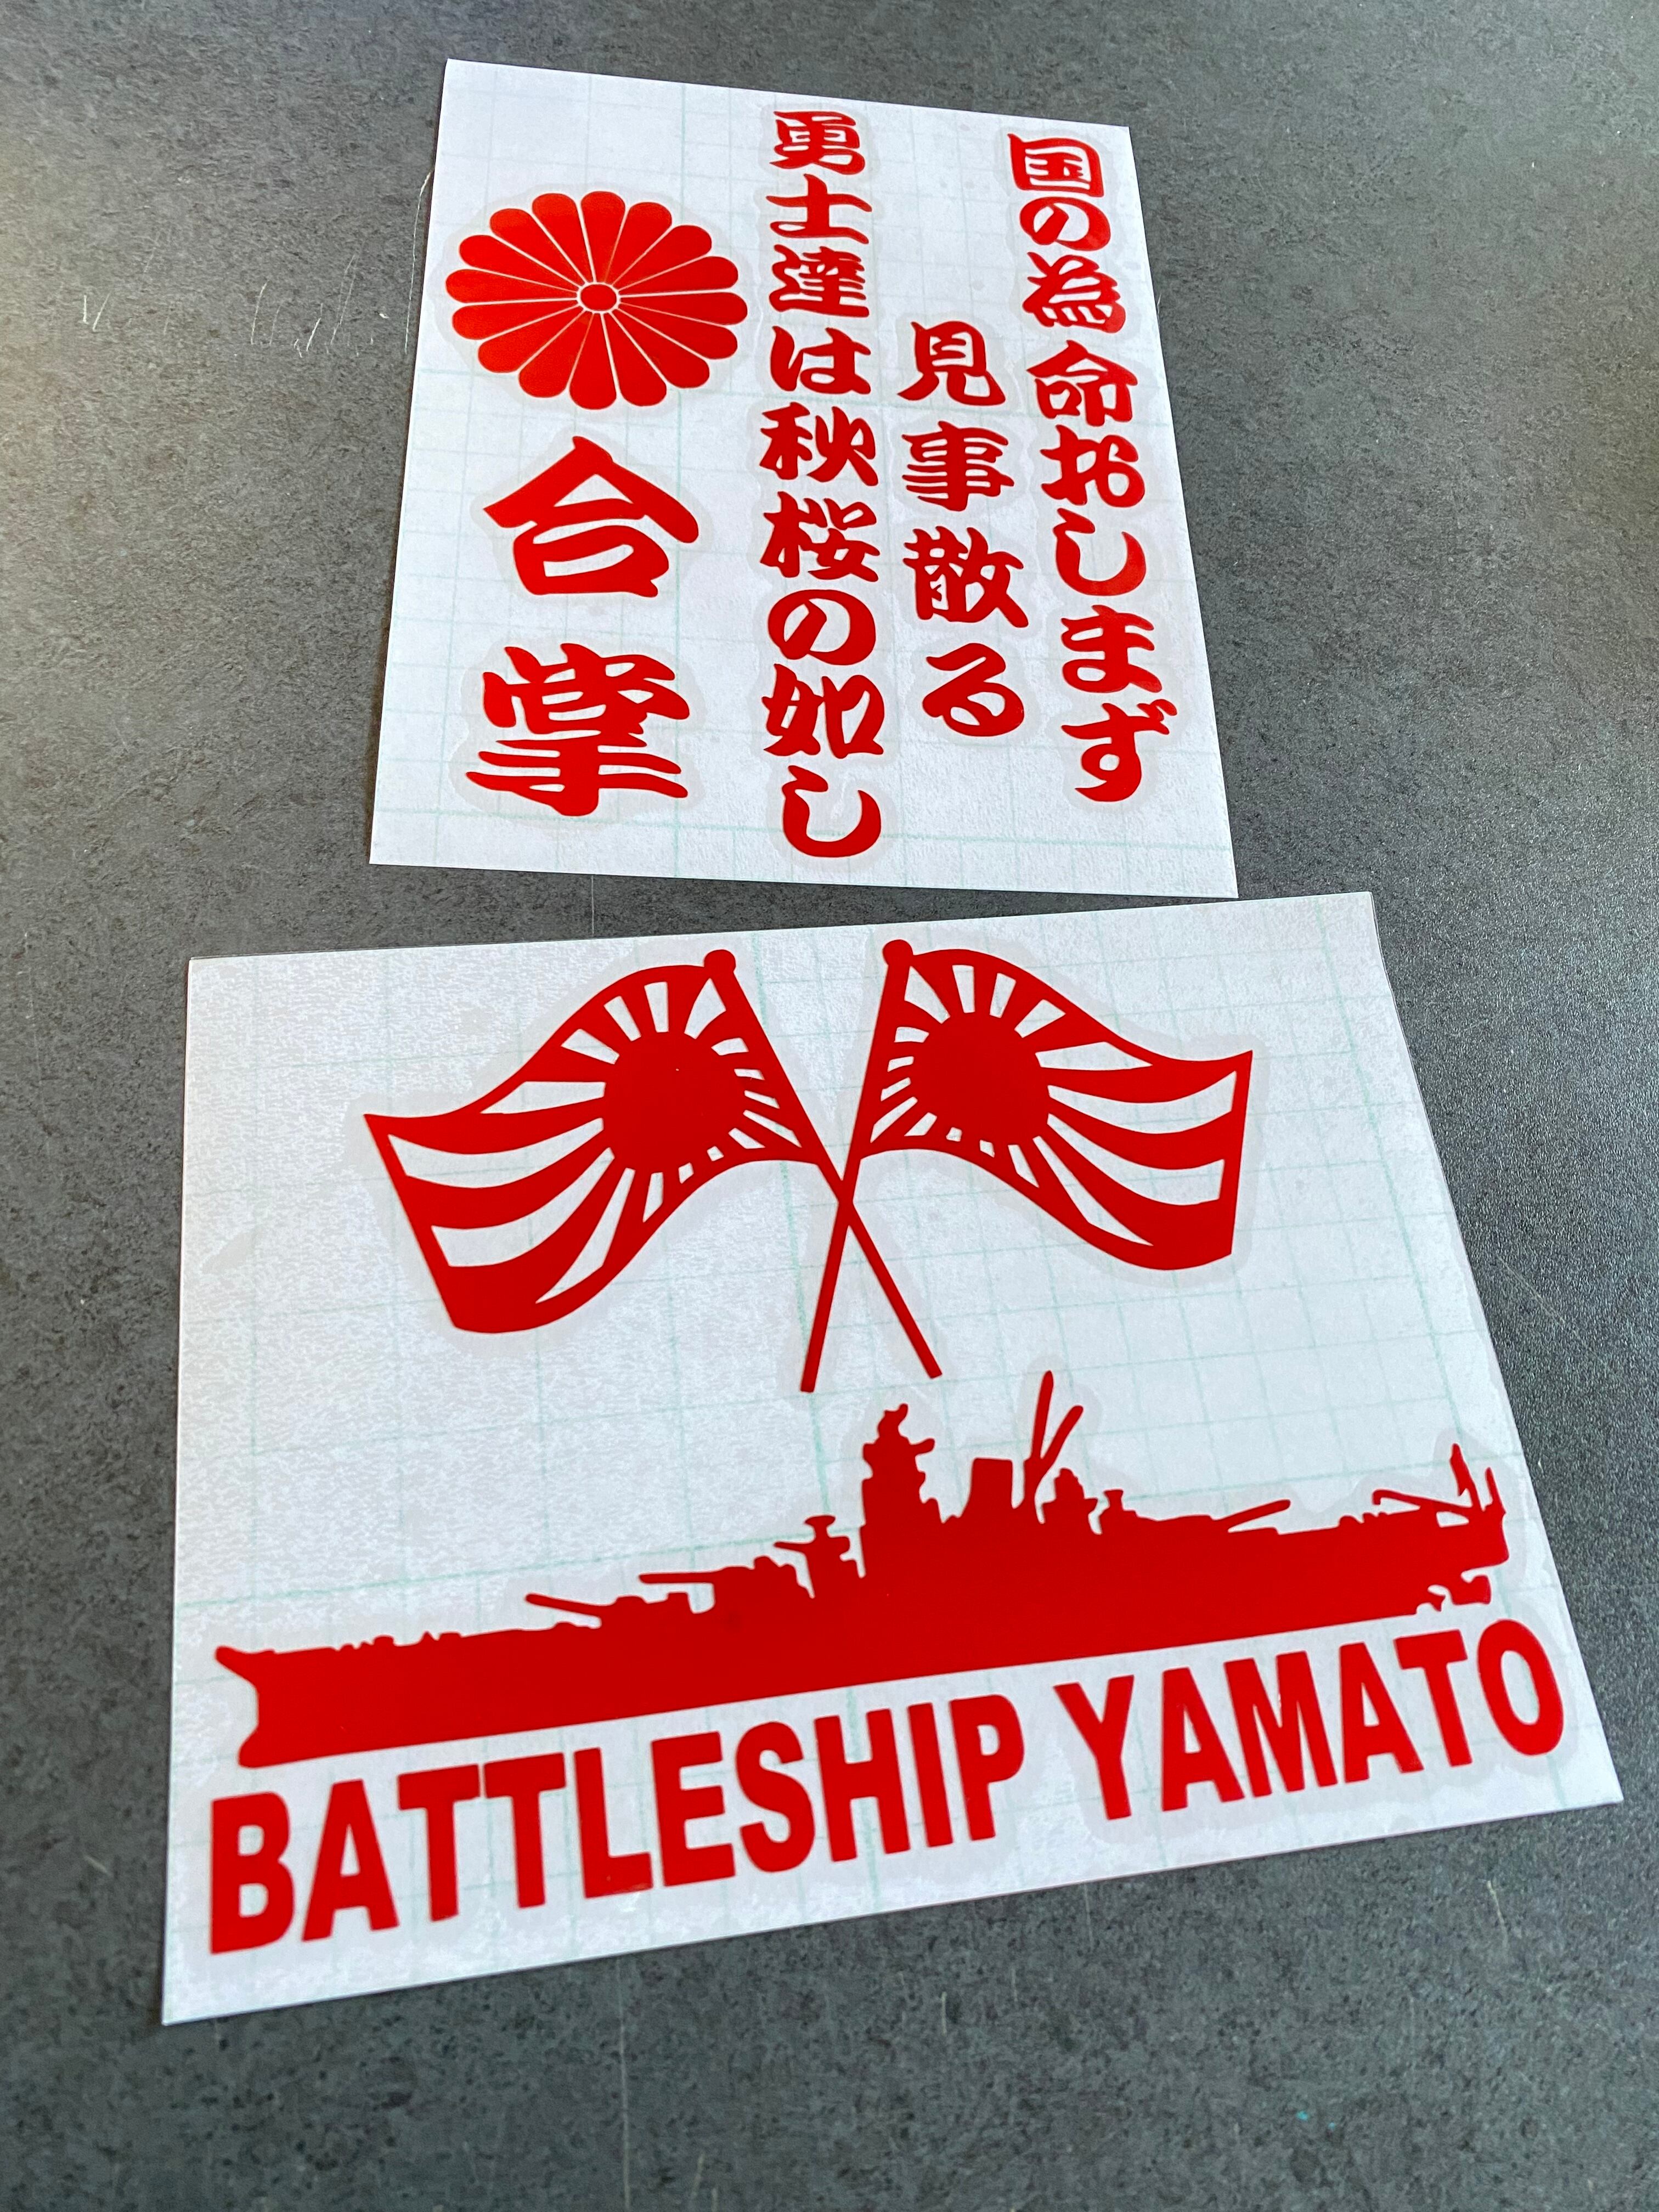 国の為 命おしまず
見事散る
勇士達は秋桜の如し
合掌
BATTLESHIP YAMATO